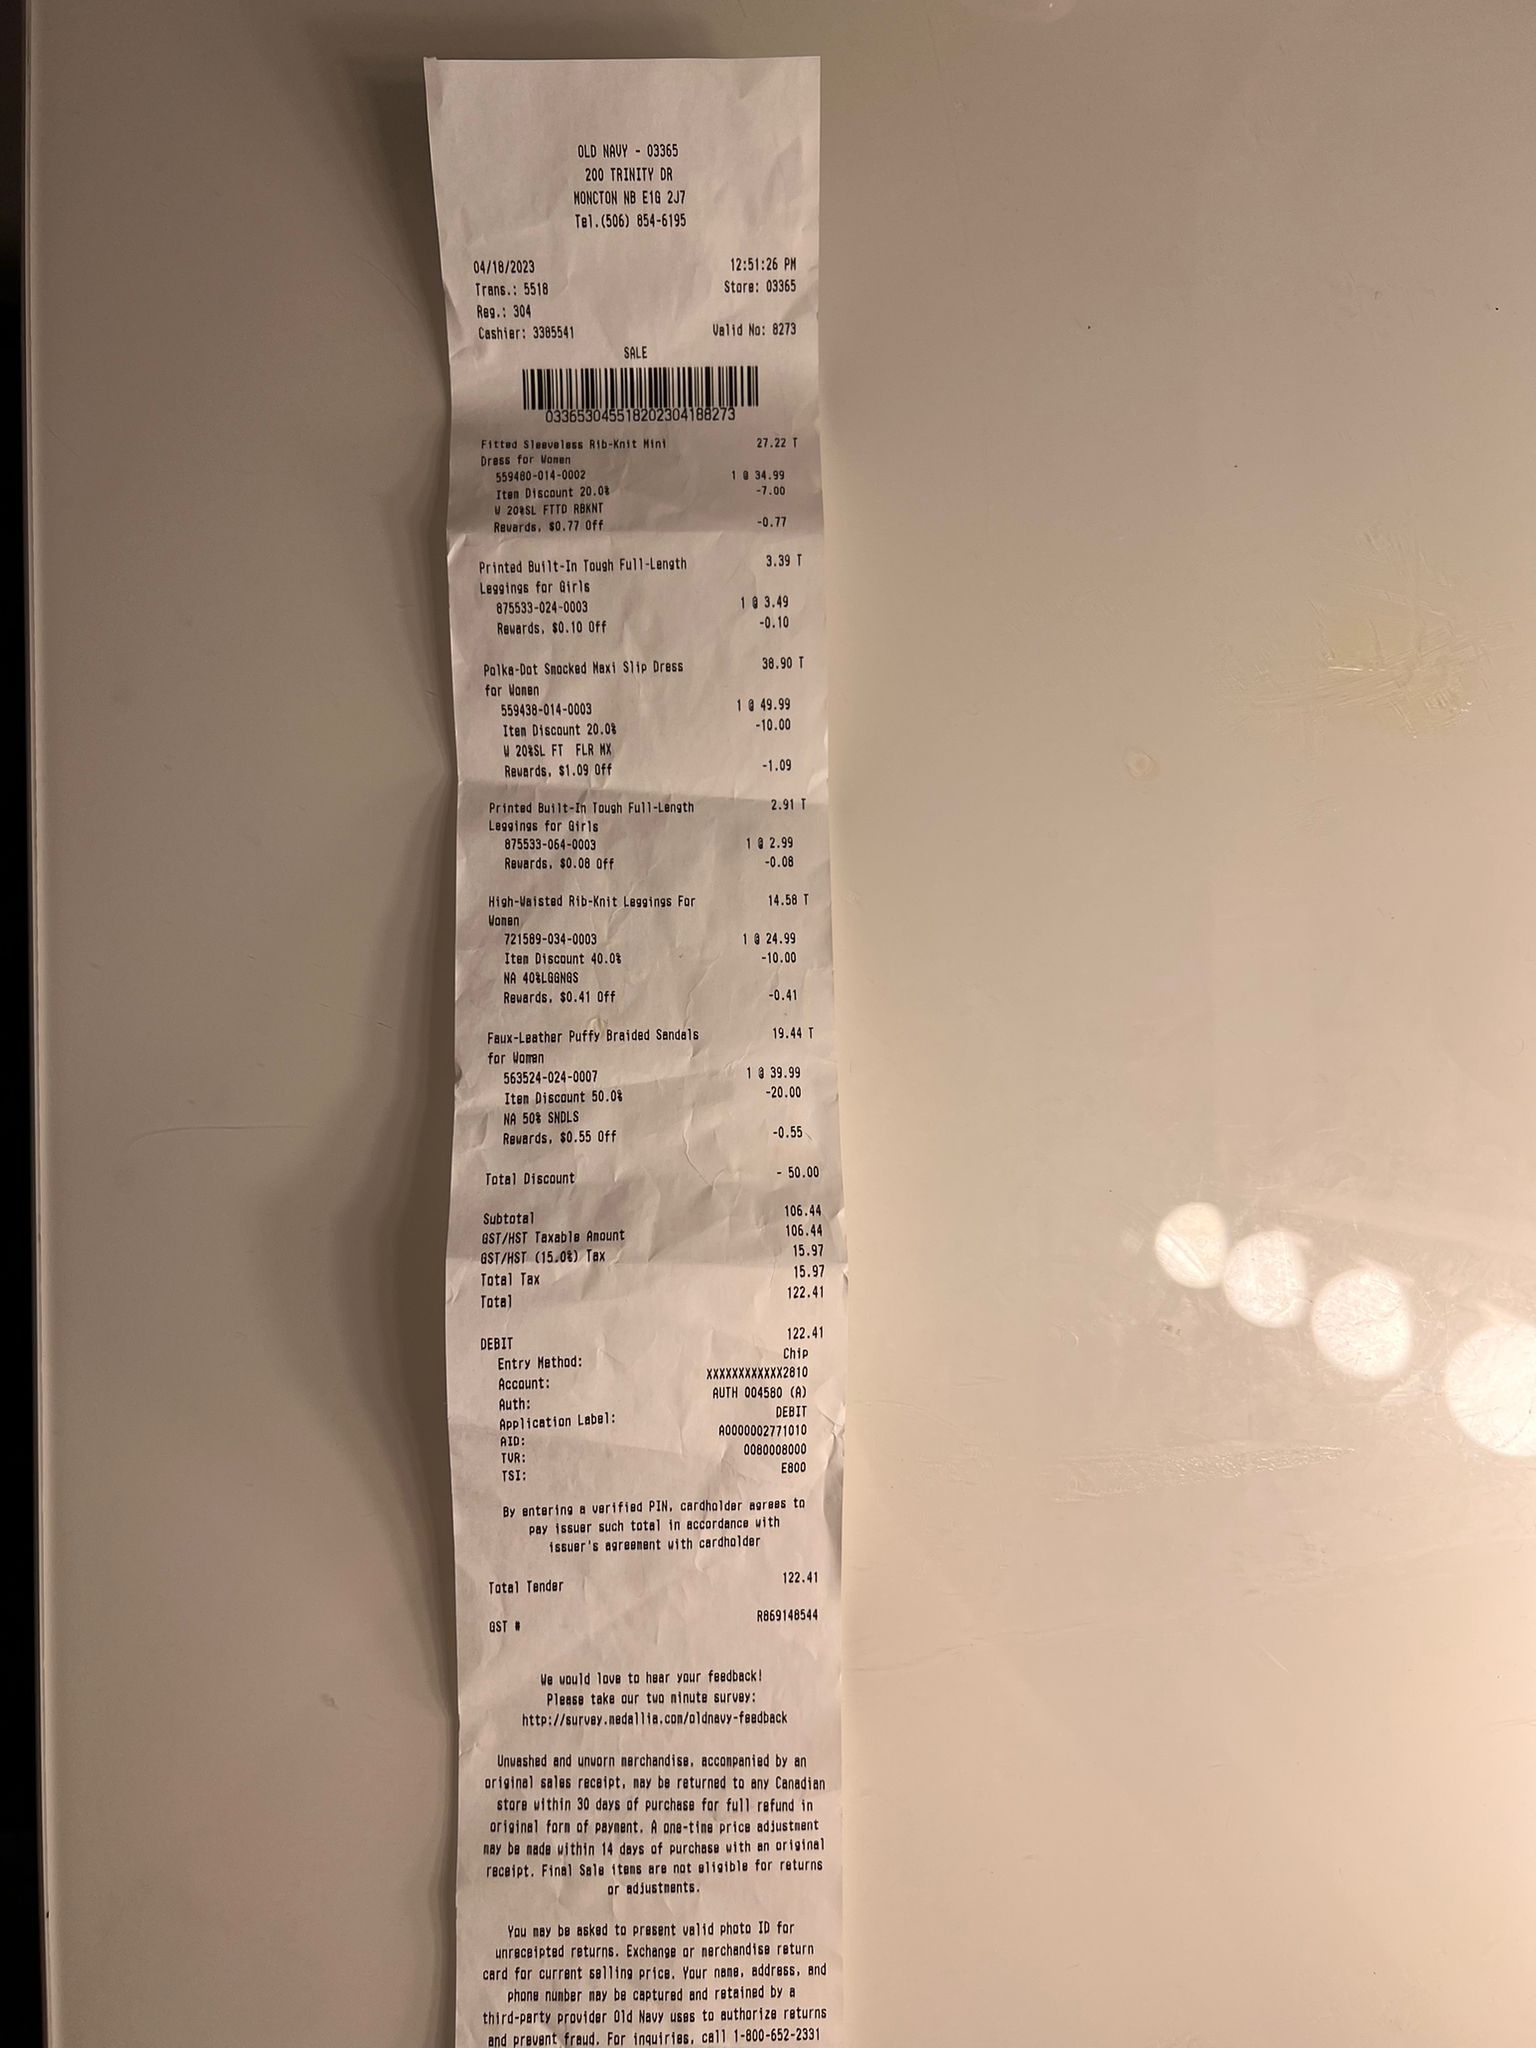 OLD NAVY - 03365
200 TRINITY DR
MONCTON NB E1G 2J7
Tel.(506) 854-6195
04/18/2023 12:51:26 PM
Trans.: 5518 Store: 03365
Reg.: 304
Cashier: 3385541 Valid No: 8273
SALE
033653045518202304188273
Fitted Sleeveless Rib-Knit Mini 27.22 T
Dress for Women
559480-014-0002 1 @ 34.99
Item Discount 20.0% -7.00
W 20%SL FTTD RBKNT
Rewards, $0.77 Off -0.77
Printed Built-In Tough Full-Length 3.39 T
Leggings for Girls
875533-024-0003 1 @ 3.49
Rewards, $0.10 Off -0.10
Polka-Dot Smocked Maxi Slip Dress 38.90 T
for Women
559438-014-0003 1 @ 49.99
Item Discount 20.0% -10.00
W 20%SL FT FLR MX
Rewards, $1.09 Off -1.09
Printed Built-In Tough Full-Length 2.91 T
Leggings for Girls
875533-064-0003 1 @ 2.99
Rewards, $0.08 Off -0.08
High-Waisted Rib-Knit Leggings For 14.58 T
Women
721589-034-0003 1 @ 24.99
Item Discount 40.0% -10.00
NA 40%LGGNGS
Rewards, $0.41 Off -0.41
Faux-Leather Puffy Braided Sandals 19.44 T
for Women
563524-024-0007 1 @ 39.99
Item Discount 50.0% -20.00
NA 50% SNDLS
Rewards, $0.55 Off -0.55
Total Discount - 50.00
Subtotal 106.44
GST/HST Taxable Amount 106.44
GST/HST (15.0%) Tax 15.97
Total Tax 15.97
Total 122.41
DEBIT 122.41
Entry Method: Chip
Account: XXXXXXXXXXXX2810
Auth: AUTH 004580 (A)
Application Label: DEBIT
AID: A0000002771010
TVR: 0080008000
TSI: E800
By entering a verified PIN, cardholder agrees to
pay issuer such total in accordance with
issuer's agreement with cardholder
Total Tender 122.41
GST # R869148544
We would love to hear your feedback!
Please take our two minute survey:
http://survey.medallia.com/oldnavy-feedback
Unwashed and unworn merchandise, accompanied by an
original sales receipt, may be returned to any Canadian
store within 30 days of purchase for full refund in
original form of payment. A one-time price adjustment
may be made within 14 days of purchase with an original
receipt. Final Sale items are not eligible for returns
or adjustments.
You may be asked to present valid photo ID for
unreceipted returns. Exchange or merchandise return
card for current selling price. Your name, address, and
phone number may be captured and retained by a
third-party provider Old Navy uses to authorize returns
and prevent fraud. For inquiries, call 1-800-652-2331